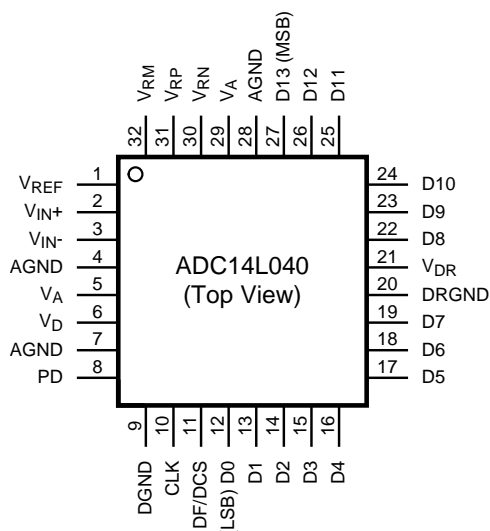 VRM
VRP
VRN
VA
AGND
D13 (MSB)
D12
D11
32
31
30
29
28
27
26
25
VREF 1
VIN+ 2
VIN- 3
AGND 4
VA 5
VD 6
AGND 7
PD 8
ADC14L040
(Top View)
24 D10
23 D9
22 D8
21 VDR
20 DRGND
19 D7
18 D6
17 D5
9
10
11
12
13
14
15
16
DGND
CLK
DF/DCS
LSB) D0
D1
D2
D3
D4